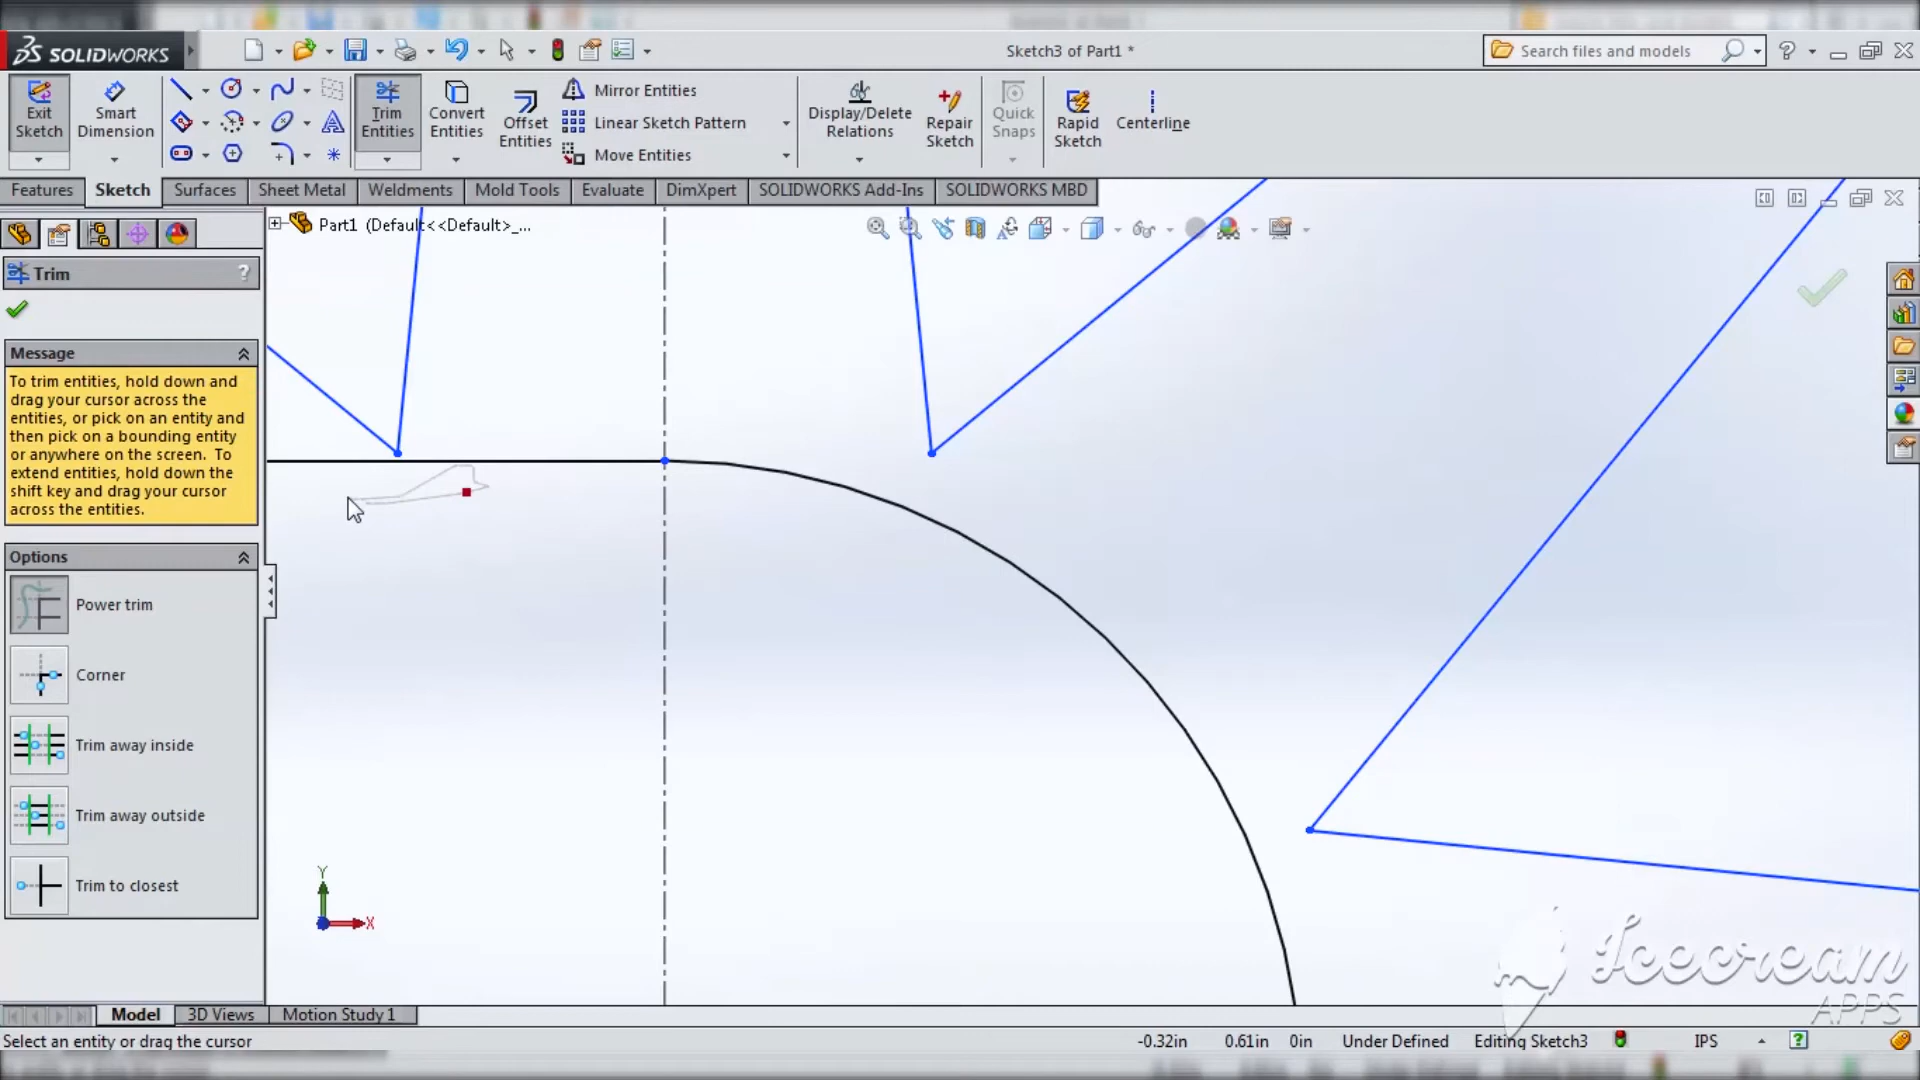 SOLIDWORKS
Sketch3 of Part1 *
Search files and models
Exit Sketch
Smart Dimension
Trim Entities
Convert Entities
Offset Entities
Mirror Entities
Linear Sketch Pattern
Move Entities
Display/Delete Relations
Repair Sketch
Quick Snaps
Rapid Sketch
Centerline
Features
Sketch
Surfaces
Sheet Metal
Weldments
Mold Tools
Evaluate
DimXpert
SOLIDWORKS Add-Ins
SOLIDWORKS MBD
Part1 (Default<<Default>_...
Trim
?
Message
To trim entities, hold down and
drag your cursor across the
entities, or pick on an entity and
then pick on a bounding entity
or anywhere on the screen. To
extend entities, hold down the
shift key and drag your cursor
across the entities.
Options
Power trim
Corner
Trim away inside
Trim away outside
Trim to closest
Y
X
Icecream
APPS
Model
3D Views
Motion Study 1
Select an entity or drag the cursor
-0.32in
0.61in
0in
Under Defined
Editing Sketch3
IPS